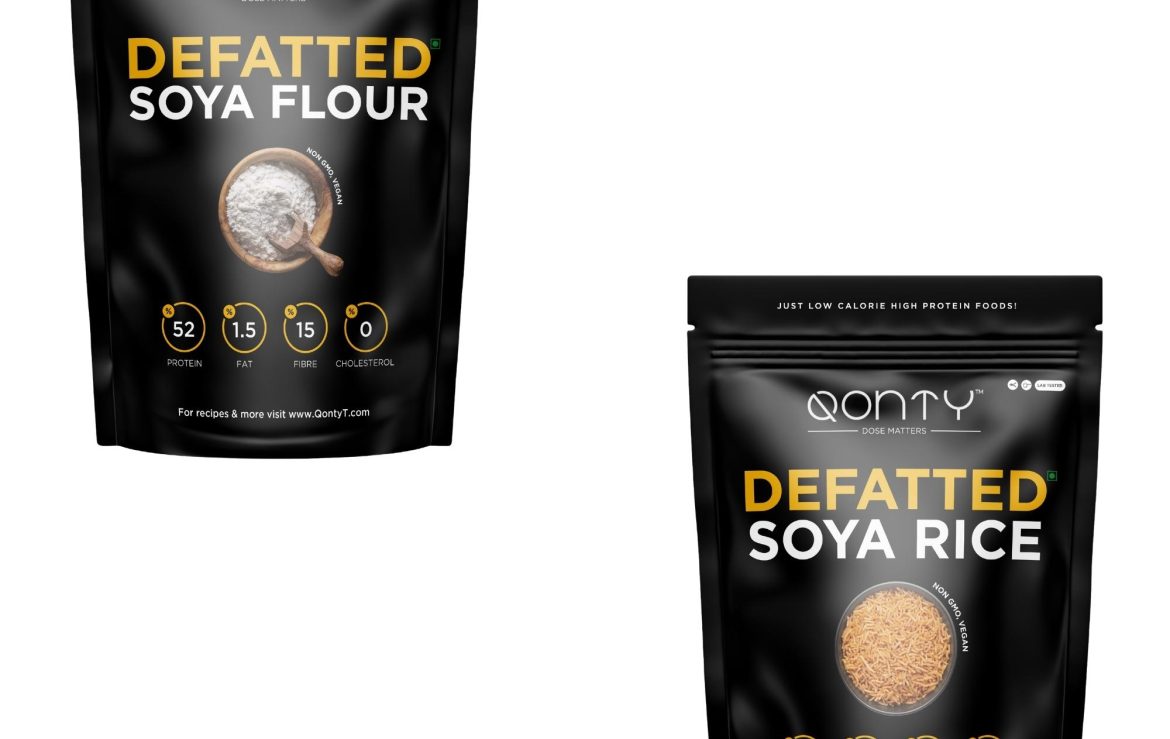 DEFATTED
SOYA FLOUR
NON GMO, VEGAN
% % % %
52 1.5 15 0
PROTEIN FAT FIBRE CHOLESTEROL
For recipes & more visit www.QontyT.com
JUST LOW CALORIE HIGH PROTEIN FOODS!
LAB TESTED
QONTY™
DOSE MATTERS
DEFATTED
SOYA RICE
NON GMO, VEGAN